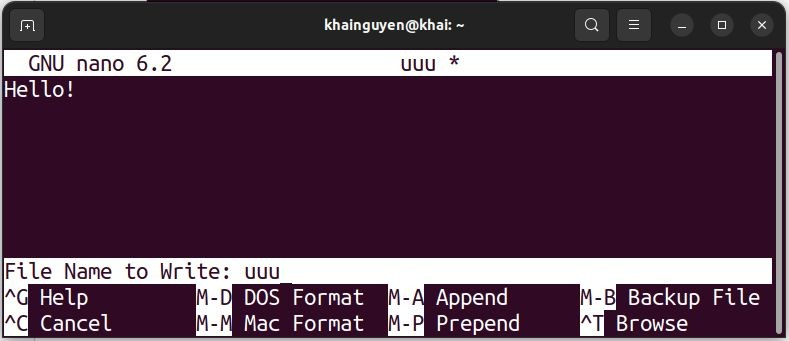 khainguyen@khai: ~
GNU nano 6.2 uuu *
Hello!
File Name to Write: uuu
^G Help M-D DOS Format M-A Append M-B Backup File
^C Cancel M-M Mac Format M-P Prepend ^T Browse